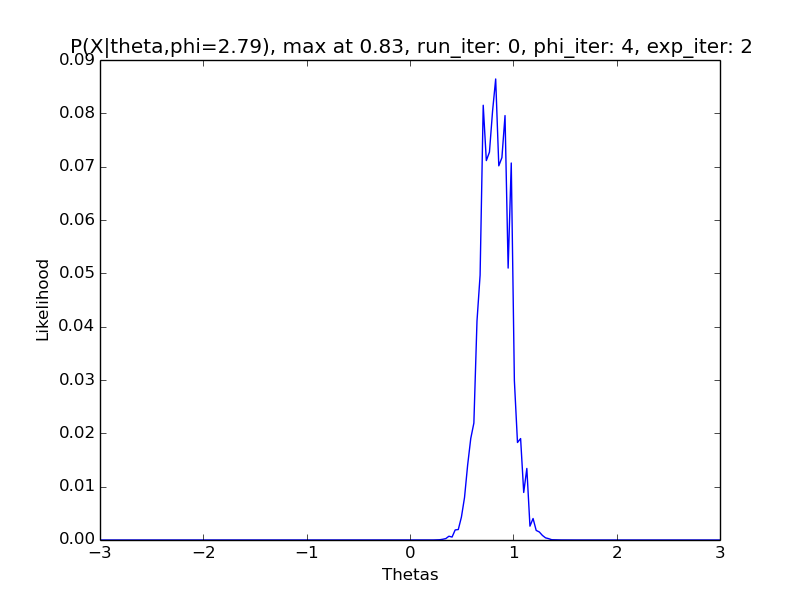 P(X|theta,phi=2.79), max at 0.83, run_iter: 0, phi_iter: 4, exp_iter: 2
0.09
0.08
0.07
0.06
0.05
0.04
0.03
0.02
0.01
0.00
Likelihood
−3 −2 −1 0 1 2 3
Thetas